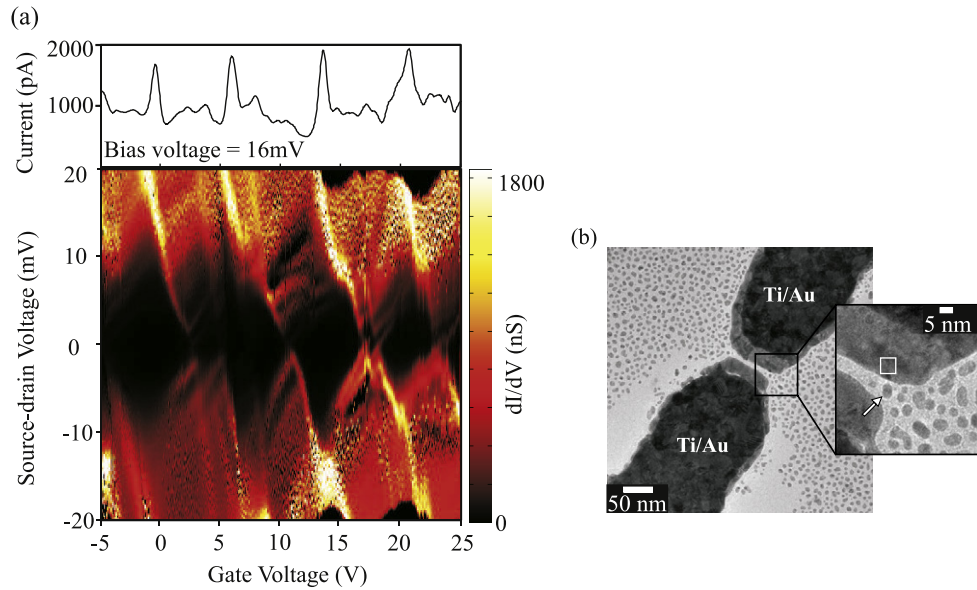 (a)
Current (pA)
2000
1000
Bias voltage = 16mV
Source-drain Voltage (mV)
20
10
0
-10
-20
-5
0
5
10
15
20
25
Gate Voltage (V)
1800
0
dI/dV (nS)
(b)
Ti/Au
5 nm
Ti/Au
50 nm